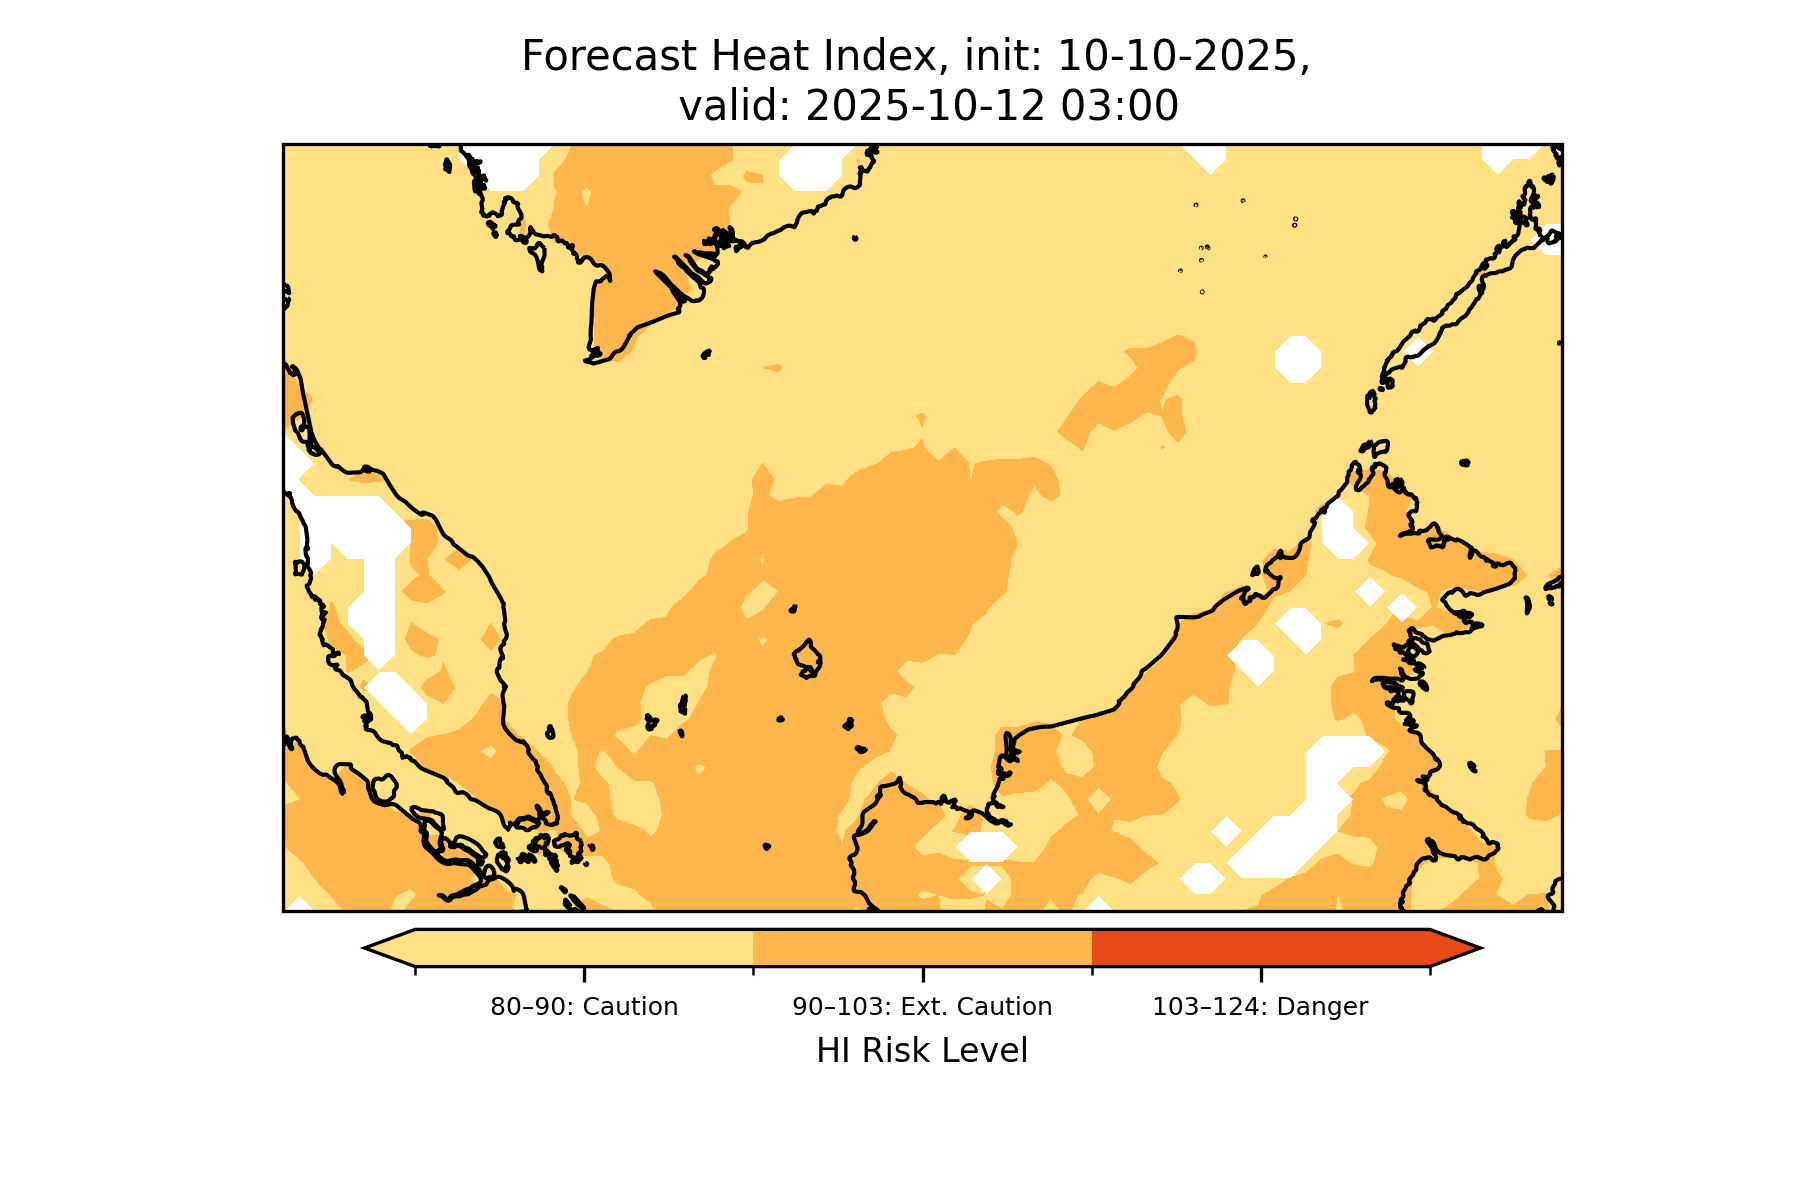 Forecast Heat Index, init: 10-10-2025,
valid: 2025-10-12 03:00
80–90: Caution
90–103: Ext. Caution
103–124: Danger
HI Risk Level